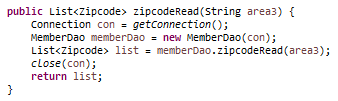 public List<Zipcode> zipcodeRead(String area3) {
Connection con = getConnection();
MemberDao memberDao = new MemberDao(con);
List<Zipcode> list = memberDao.zipcodeRead(area3);
close(con);
return list;
}